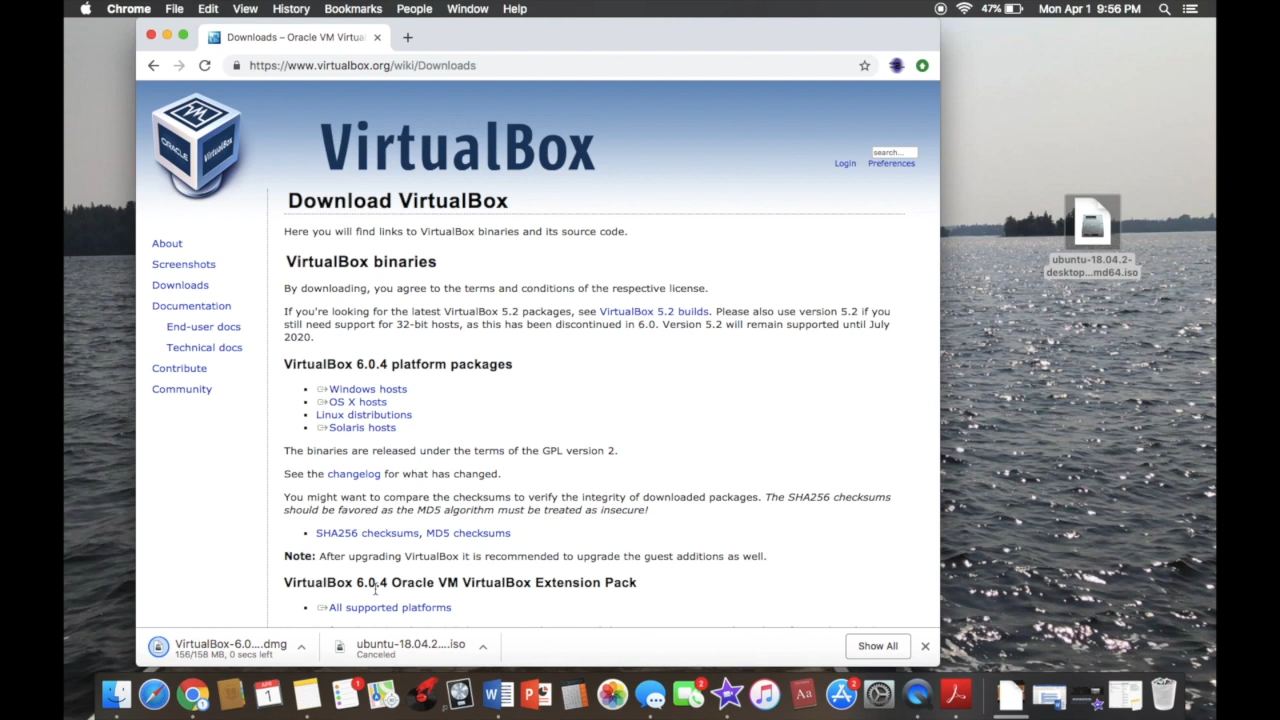 Chrome File Edit View History Bookmarks People Window Help 47% Mon Apr 1 9:56 PM
Downloads – Oracle VM Virtua
https://www.virtualbox.org/wiki/Downloads
ORACLE
VirtualBox
VirtualBox
search...
Login Preferences
Download VirtualBox
Here you will find links to VirtualBox binaries and its source code.
About
Screenshots
Downloads
Documentation
End-user docs
Technical docs
Contribute
Community
VirtualBox binaries
By downloading, you agree to the terms and conditions of the respective license.
If you're looking for the latest VirtualBox 5.2 packages, see VirtualBox 5.2 builds. Please also use version 5.2 if you
still need support for 32-bit hosts, as this has been discontinued in 6.0. Version 5.2 will remain supported until July
2020.
VirtualBox 6.0.4 platform packages
Windows hosts
OS X hosts
Linux distributions
Solaris hosts
The binaries are released under the terms of the GPL version 2.
See the changelog for what has changed.
You might want to compare the checksums to verify the integrity of downloaded packages. The SHA256 checksums
should be favored as the MD5 algorithm must be treated as insecure!
SHA256 checksums, MD5 checksums
Note: After upgrading VirtualBox it is recommended to upgrade the guest additions as well.
VirtualBox 6.0.4 Oracle VM VirtualBox Extension Pack
All supported platforms
VirtualBox-6.0....dmg
156/158 MB, 0 secs left
ubuntu-18.04.2....iso
Canceled
Show All
ubuntu-18.04.2-
desktop...md64.iso
APR
1
1
Aa
2
2
2